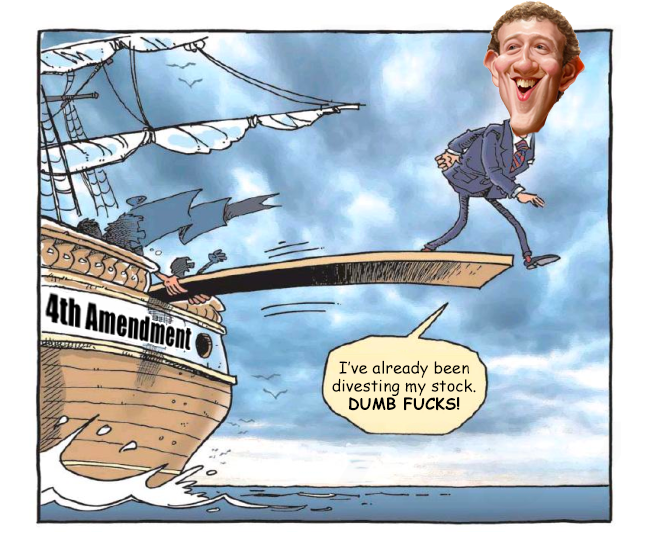 4th Amendment
I've already been
divesting my stock.
DUMB FUCKS!